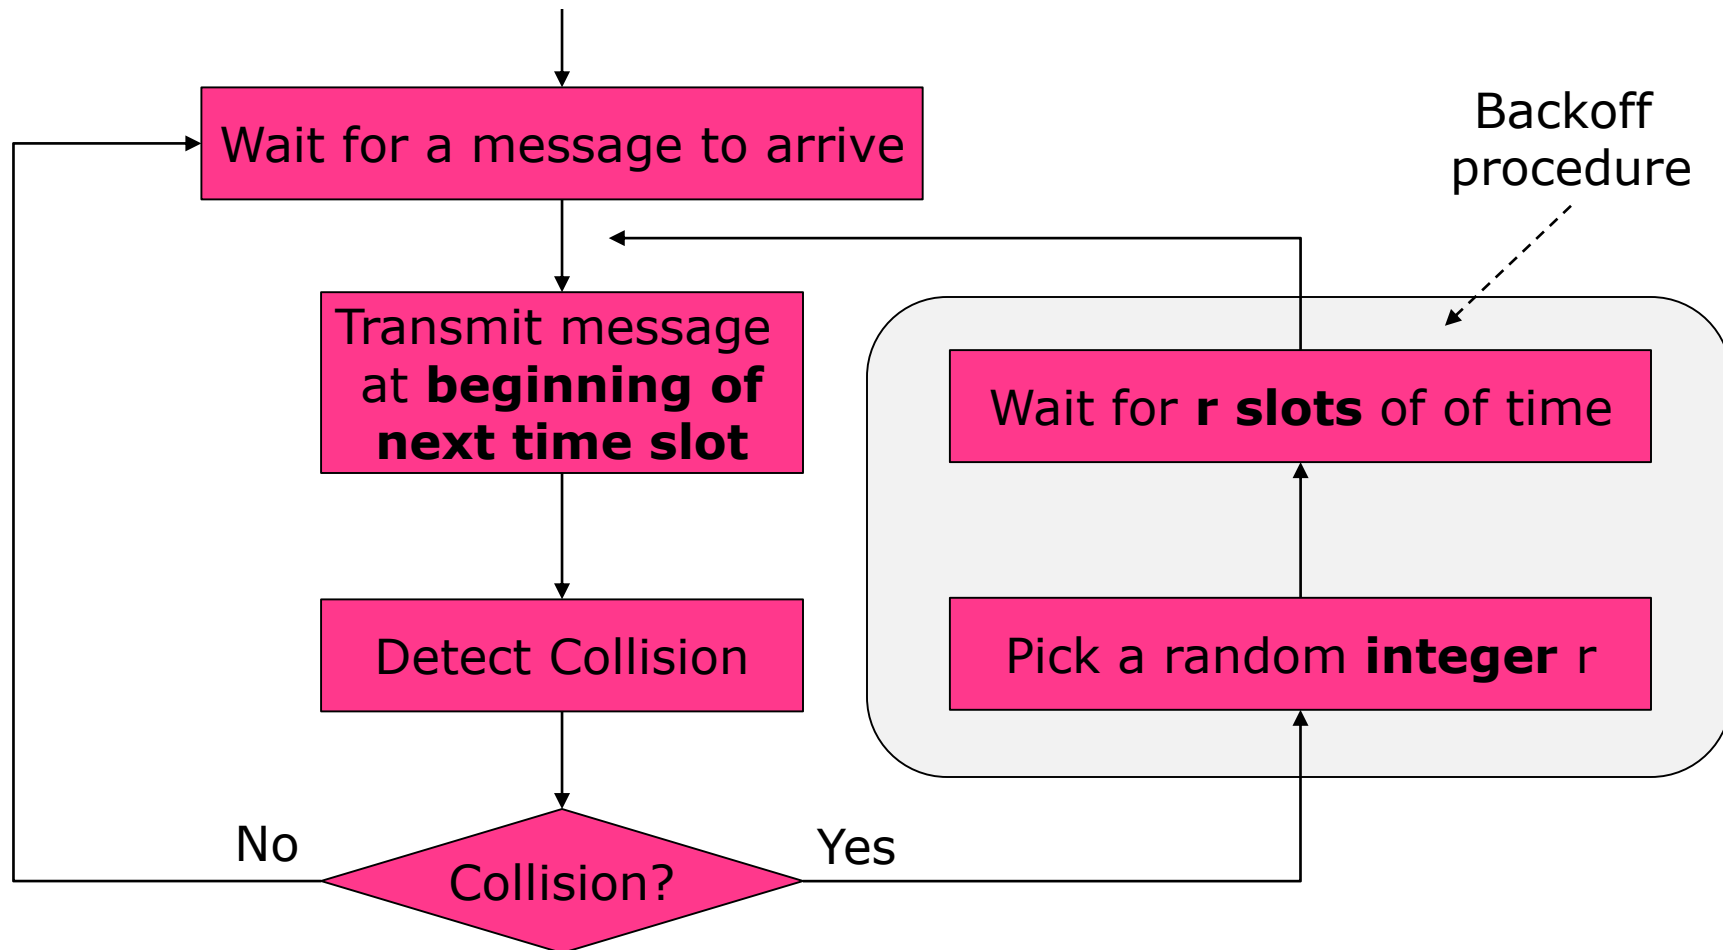 Wait for a message to arrive
Backoff
procedure
Transmit message
at beginning of
next time slot
Wait for r slots of of time
Detect Collision
Pick a random integer r
No
Yes
Collision?